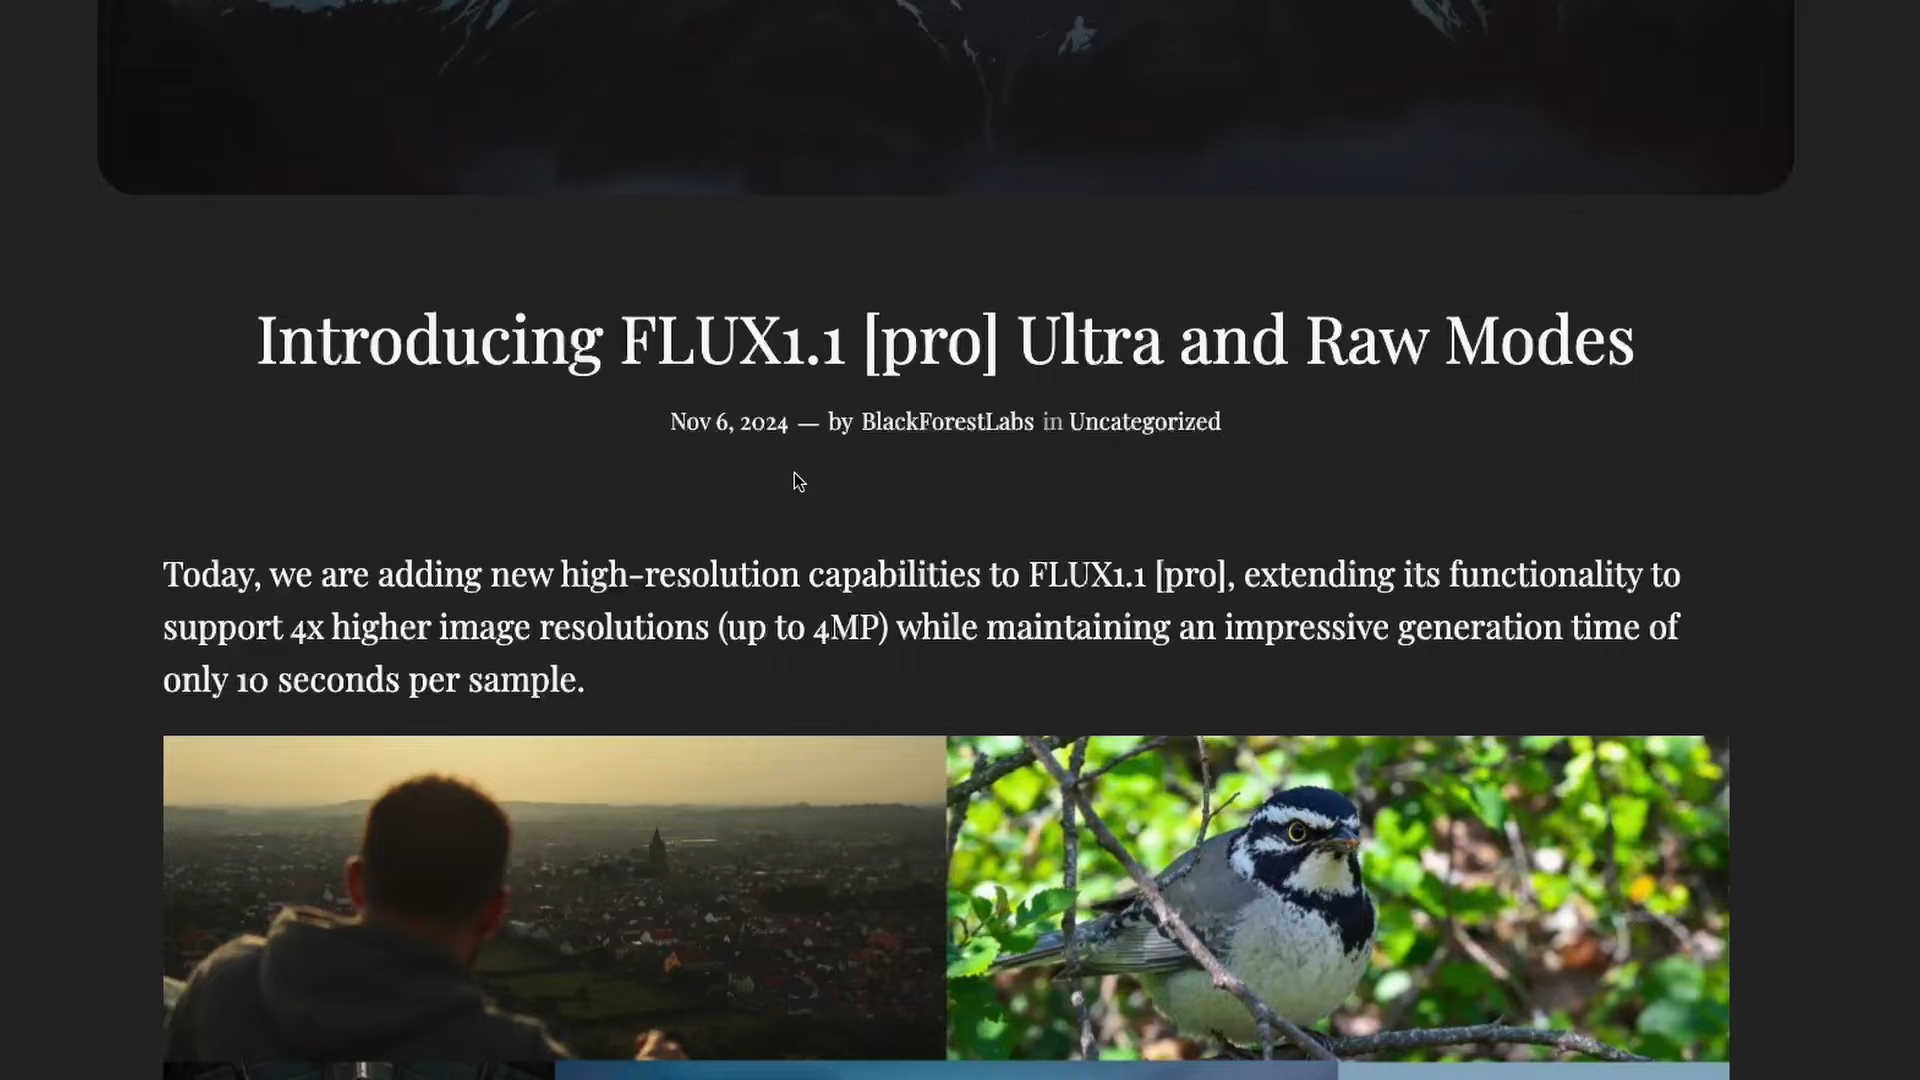 Introducing FLUX1.1 [pro] Ultra and Raw Modes
Nov 6, 2024 — by BlackForestLabs in Uncategorized
Today, we are adding new high-resolution capabilities to FLUX1.1 [pro], extending its functionality to
support 4x higher image resolutions (up to 4MP) while maintaining an impressive generation time of
only 10 seconds per sample.